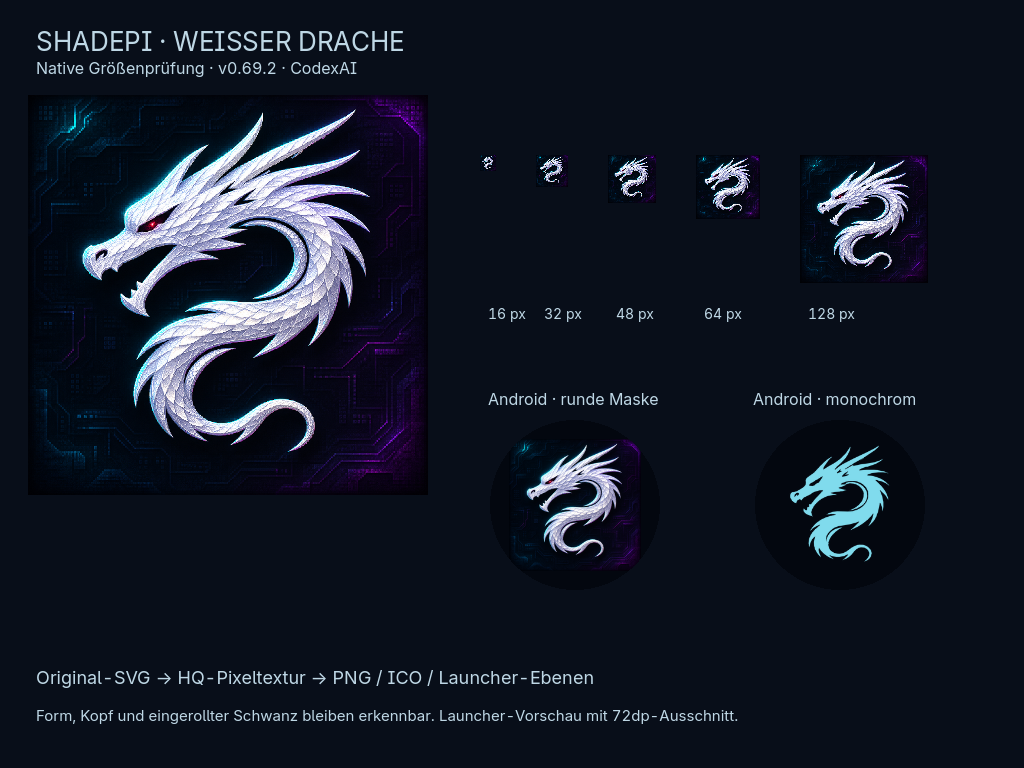 SHADEPI · WEISSER DRACHE
Native Größenprüfung · v0.69.2 · CodexAI
16 px
32 px
48 px
64 px
128 px
Android · runde Maske
Android · monochrom
Original-SVG → HQ-Pixeltextur → PNG / ICO / Launcher-Ebenen
Form, Kopf und eingerollter Schwanz bleiben erkennbar. Launcher-Vorschau mit 72dp-Ausschnitt.